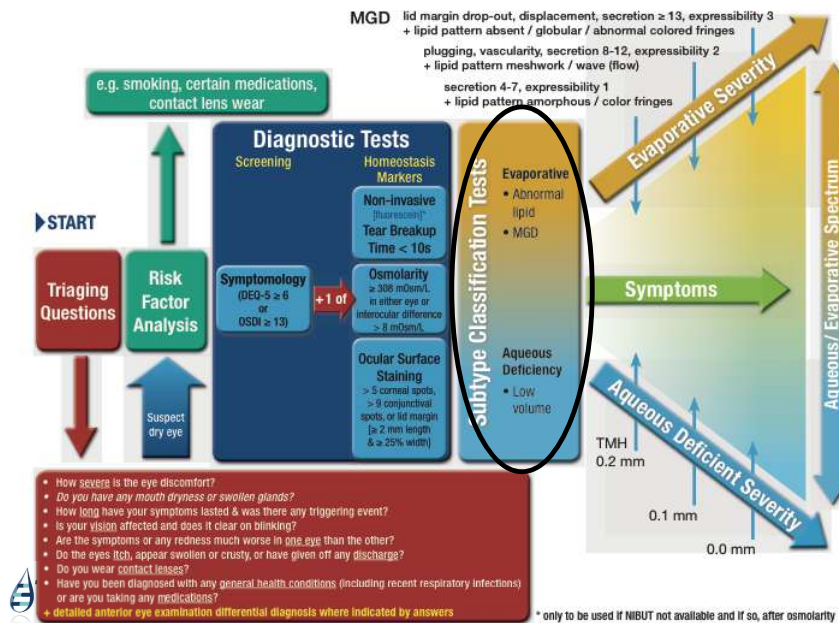 MGD lid margin drop-out, displacement, secretion ≥ 13, expressibility 3
+ lipid pattern absent / globular / abnormal colored fringes
plugging, vascularity, secretion 8-12, expressibility 2
+ lipid pattern meshwork / wave (flow)
secretion 4-7, expressibility 1
+ lipid pattern amorphous / color fringes
Evaporative Severity
e.g. smoking, certain medications,
contact lens wear
START
Triaging
Questions
Risk
Factor
Analysis
Suspect
dry eye
Diagnostic Tests
Screening
Homeostasis
Markers
Symptomology
(DEQ-5 ≥ 6
or
OSDI ≥ 13)
+1 of
Non-invasive
[fluorescein]*
Tear Breakup
Time < 10s
Osmolarity
≥ 308 mOsm/L
in either eye or
interocular difference
> 8 mOsm/L
Ocular Surface
Staining
> 5 corneal spots,
> 9 conjunctival
spots, or lid margin
[≥ 2 mm length
& ≥ 25% width]
Subtype Classification Tests
Evaporative
• Abnormal
lipid
• MGD
Aqueous
Deficiency
• Low
volume
Symptoms
Aqueous / Evaporative Spectrum
Aqueous Deficient Severity
TMH
0.2 mm
0.1 mm
0.0 mm
• How severe is the eye discomfort?
• Do you have any mouth dryness or swollen glands?
• How long have your symptoms lasted & was there any triggering event?
• Is your vision affected and does it clear on blinking?
• Are the symptoms or any redness much worse in one eye than the other?
• Do the eyes itch, appear swollen or crusty, or have given off any discharge?
• Do you wear contact lenses?
• Have you been diagnosed with any general health conditions (including recent respiratory infections)
or are you taking any medications?
+ detailed anterior eye examination differential diagnosis where indicated by answers
* only to be used if NIBUT not available and if so, after osmolarity